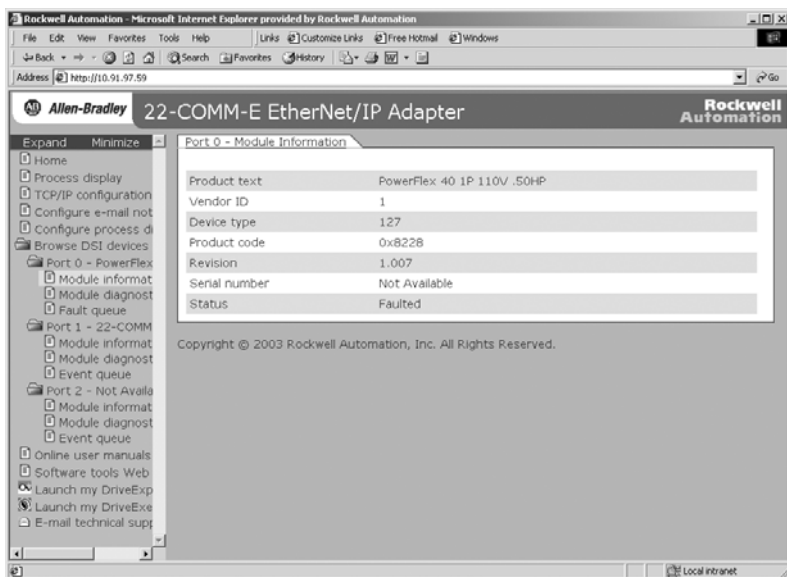 Rockwell Automation - Microsoft Internet Explorer provided by Rockwell Automation
File Edit View Favorites Tools Help Links Customize Links Free Hotmail Windows
Back Search Favorites History
Address http://10.91.97.59 Go
Allen-Bradley 22-COMM-E EtherNet/IP Adapter Rockwell Automation
Expand Minimize
Home
Process display
TCP/IP configuration
Configure e-mail not
Configure process di
Browse DSI devices
Port 0 - PowerFlex
Module informat
Module diagnost
Fault queue
Port 1 - 22-COMM
Module informat
Module diagnost
Event queue
Port 2 - Not Availa
Module informat
Module diagnost
Event queue
Online user manuals
Software tools Web
Launch my DriveExp
Launch my DriveExe
E-mail technical supp
Port 0 - Module Information
Product text PowerFlex 40 1P 110V .50HP
Vendor ID 1
Device type 127
Product code 0x8228
Revision 1.007
Serial number Not Available
Status Faulted
Copyright © 2003 Rockwell Automation, Inc. All Rights Reserved.
Local intranet